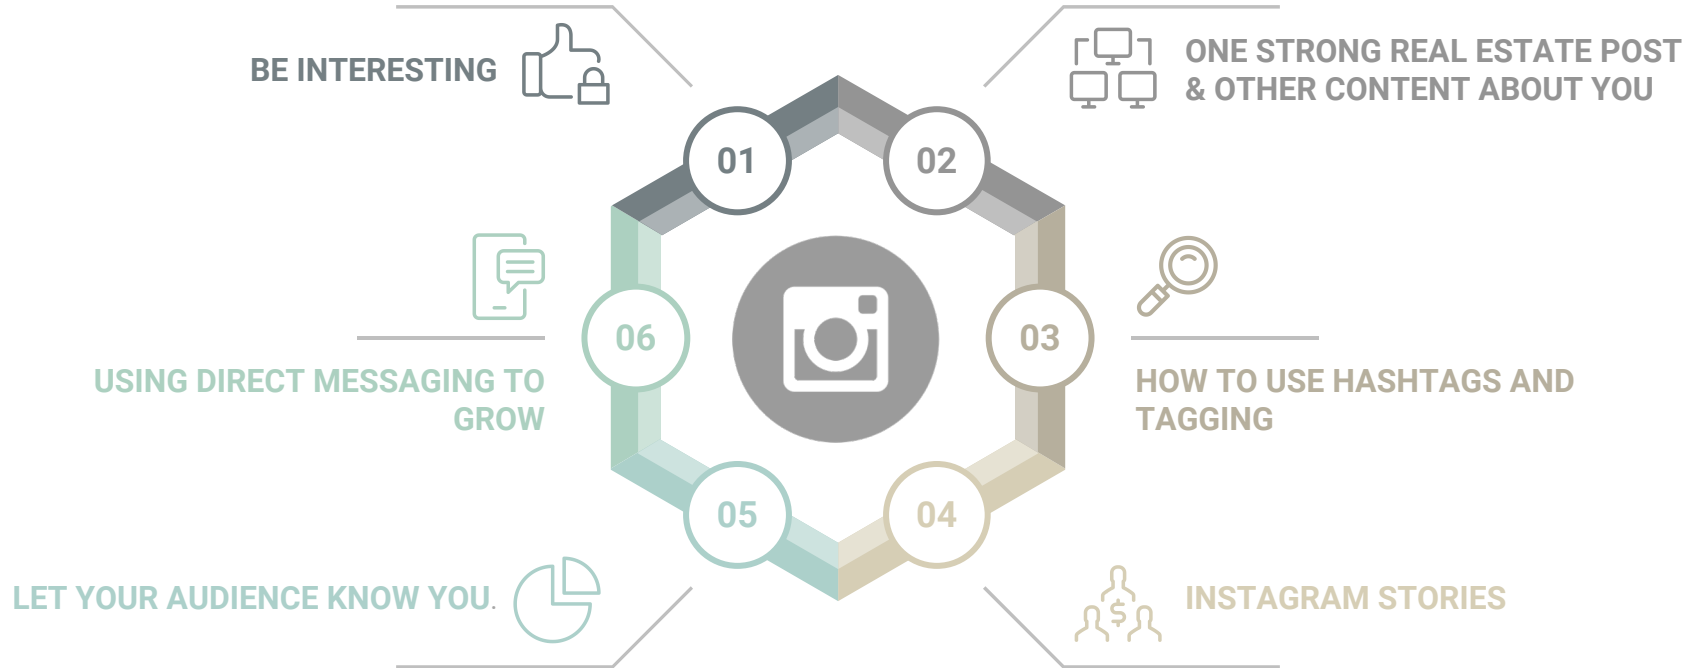 BE INTERESTING
01
02
ONE STRONG REAL ESTATE POST
& OTHER CONTENT ABOUT YOU
03
HOW TO USE HASHTAGS AND
TAGGING
04
$
INSTAGRAM STORIES
05
LET YOUR AUDIENCE KNOW YOU.
06
USING DIRECT MESSAGING TO
GROW